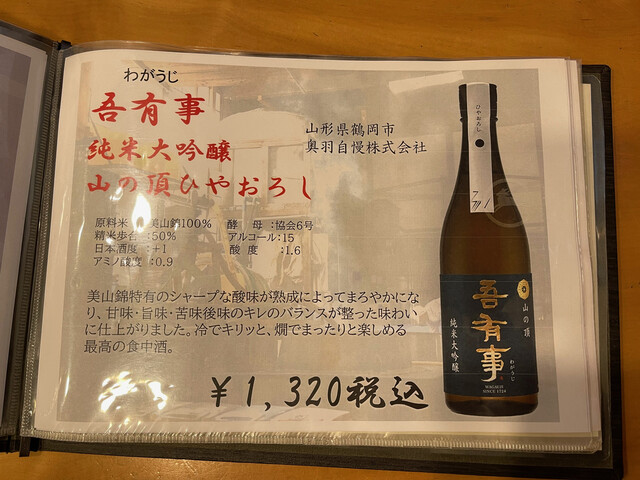 わがうじ
吾有事
純米大吟醸
山の頂ひやおろし
山形県鶴岡市
奥羽自慢株式会社
原料米 :美山錦100% 酵 母 :協会6号
精米歩合 :50% アルコール :15
日本酒度 :+1 酸 度 :1.6
アミノ酸度 :0.9
美山錦特有のシャープな酸味が熟成によってまろやかにな
り、甘味・旨味・苦味後味のキレのバランスが整った味わい
に仕上がりました。冷でキリッと、燗でまったりと楽しめる
最高の食中酒。
￥1,320税込
ひやおろし
山の頂
吾有事
わがうじ
純米大吟醸
WAGAUJI
SINCE 1724